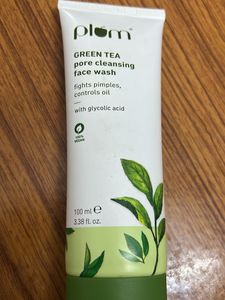 plum
GREEN TEA
pore cleansing
face wash
fights pimples,
controls oil
with glycolic acid
100%
VEGAN
100 ml ℮
3.38 fl. oz.